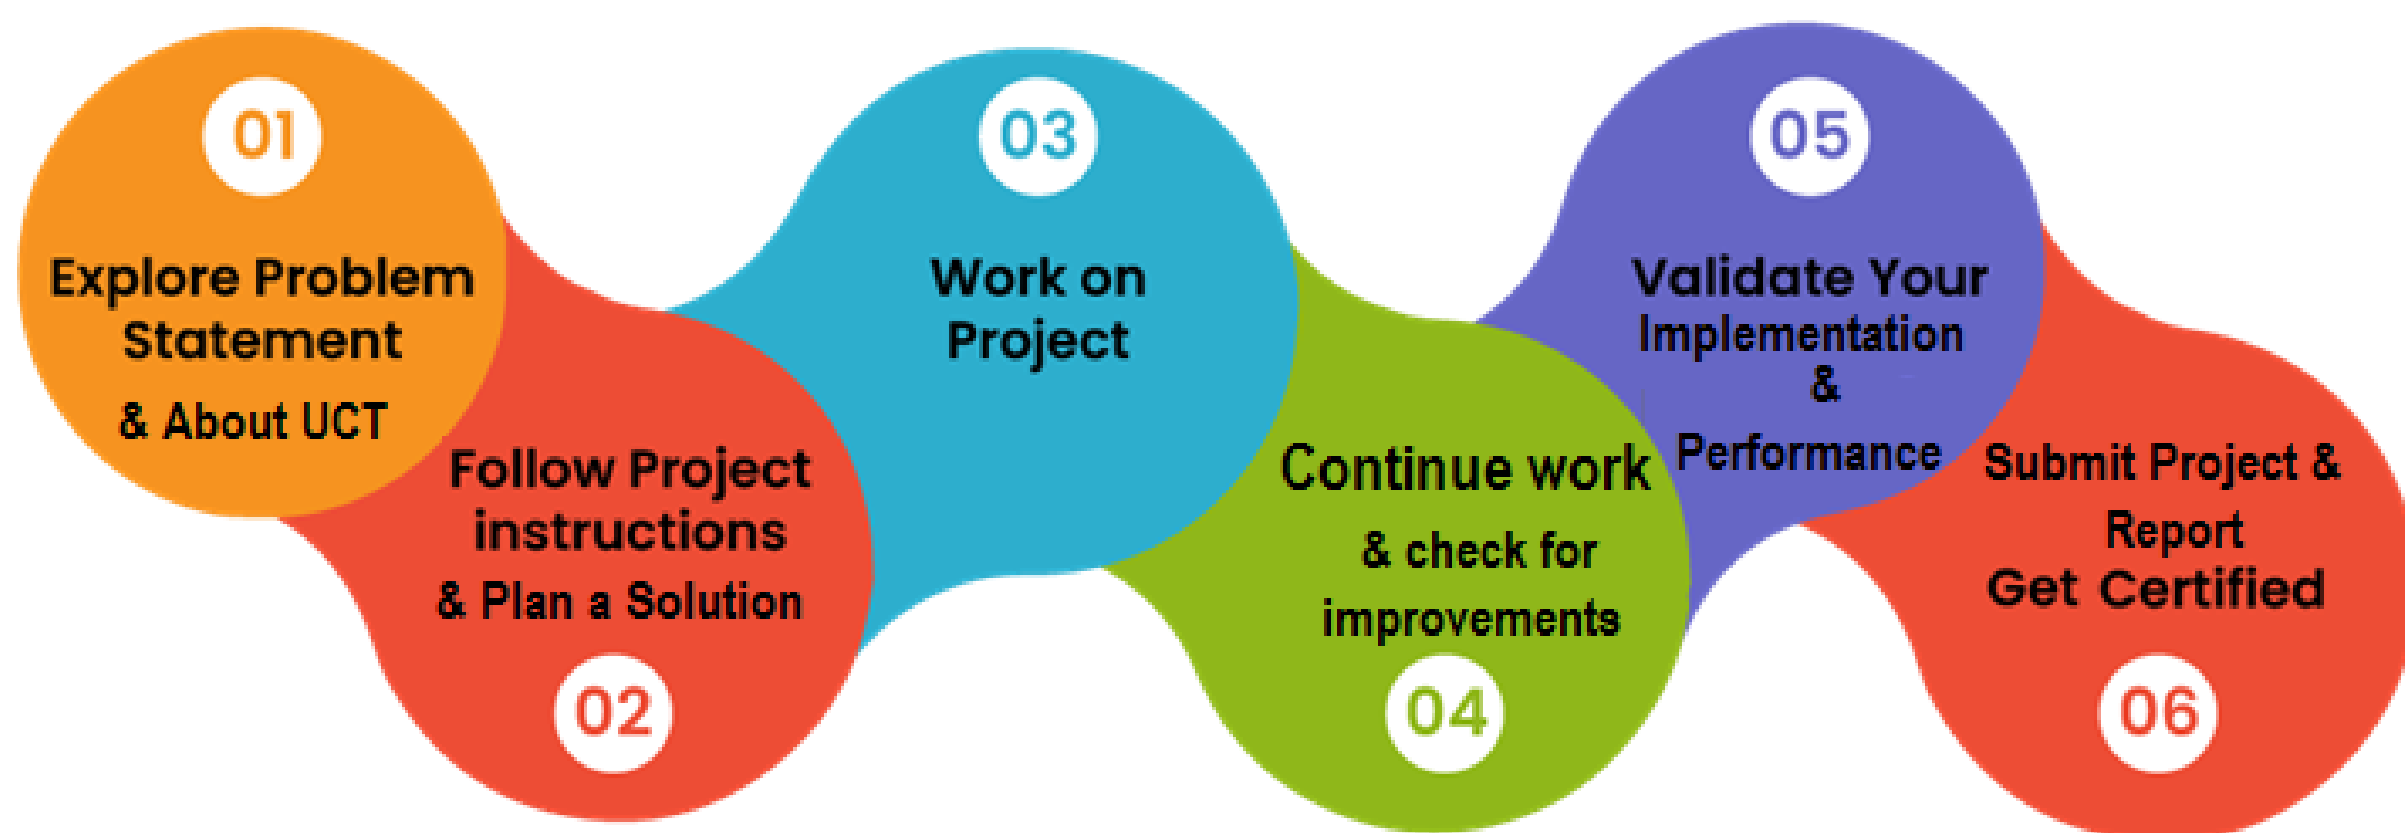 01
Explore Problem
Statement
& About UCT
Follow Project
instructions
& Plan a Solution
02
03
Work on
Project
Continue work
& check for
improvements
04
05
Validate Your
Implementation
&
Performance
Submit Project &
Report
Get Certified
06